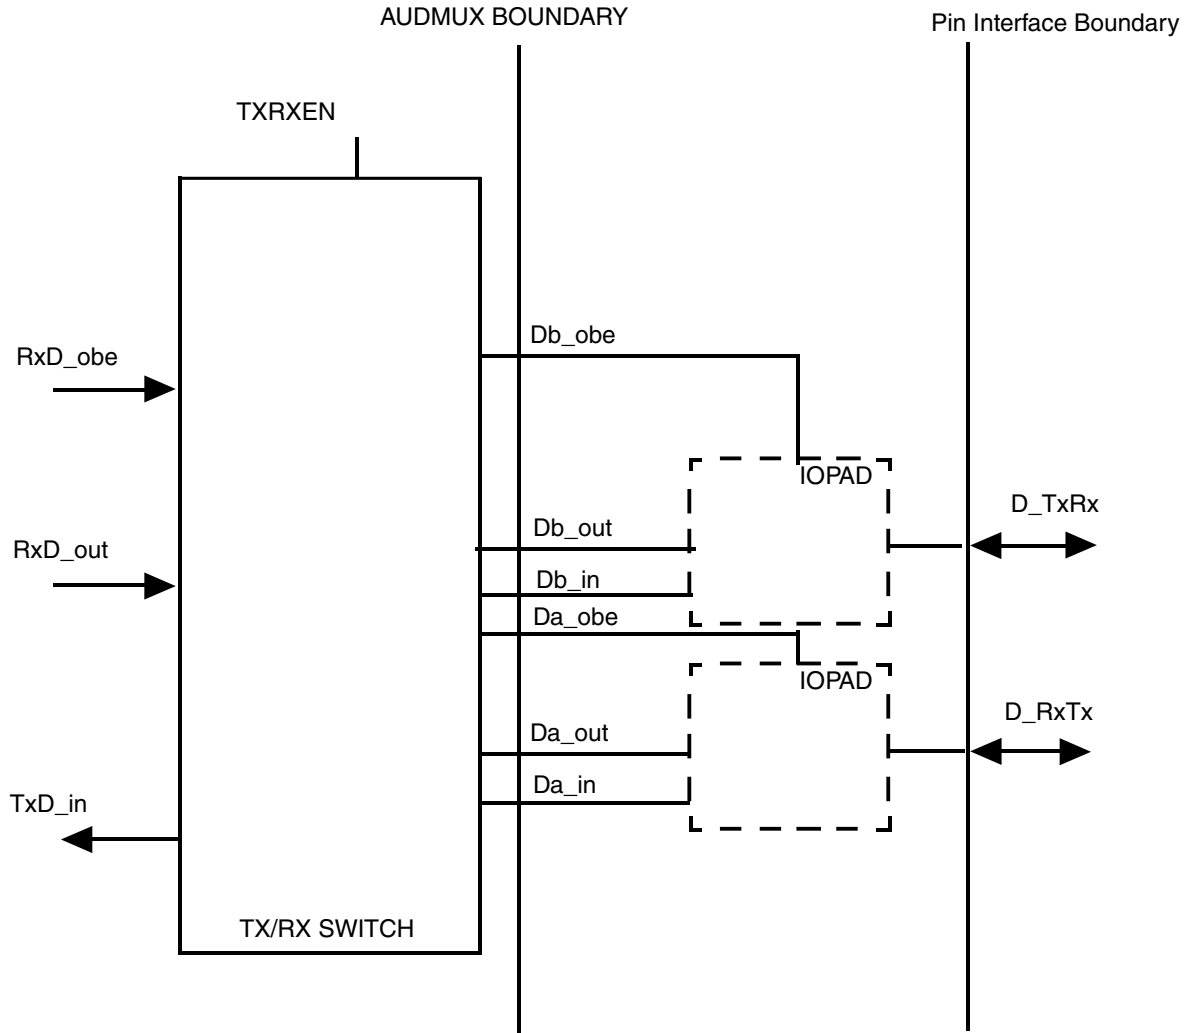 AUDMUX BOUNDARY
Pin Interface Boundary
TXRXEN
Db_obe
RxD_obe
IOPAD
D_TxRx
Db_out
RxD_out
Db_in
Da_obe
IOPAD
D_RxTx
Da_out
Da_in
TxD_in
TX/RX SWITCH